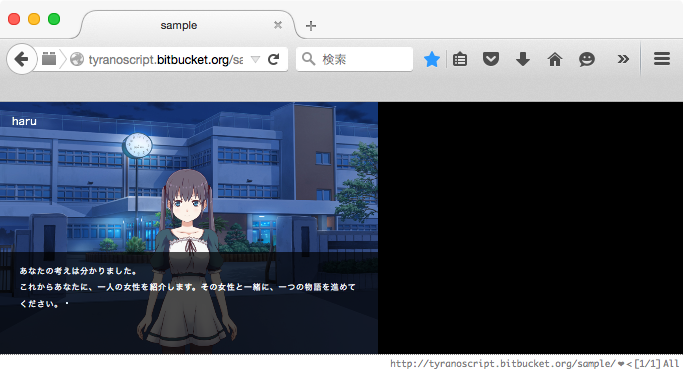 sample
tyranoscript.bitbucket.org/sa
検索
haru
あなたの考えは分かりました。
これからあなたに、一人の女性を紹介します。その女性と一緒に、一つの物語を進めて
ください。・
http://tyranoscript.bitbucket.org/sample/ ❤ < [1/1] All